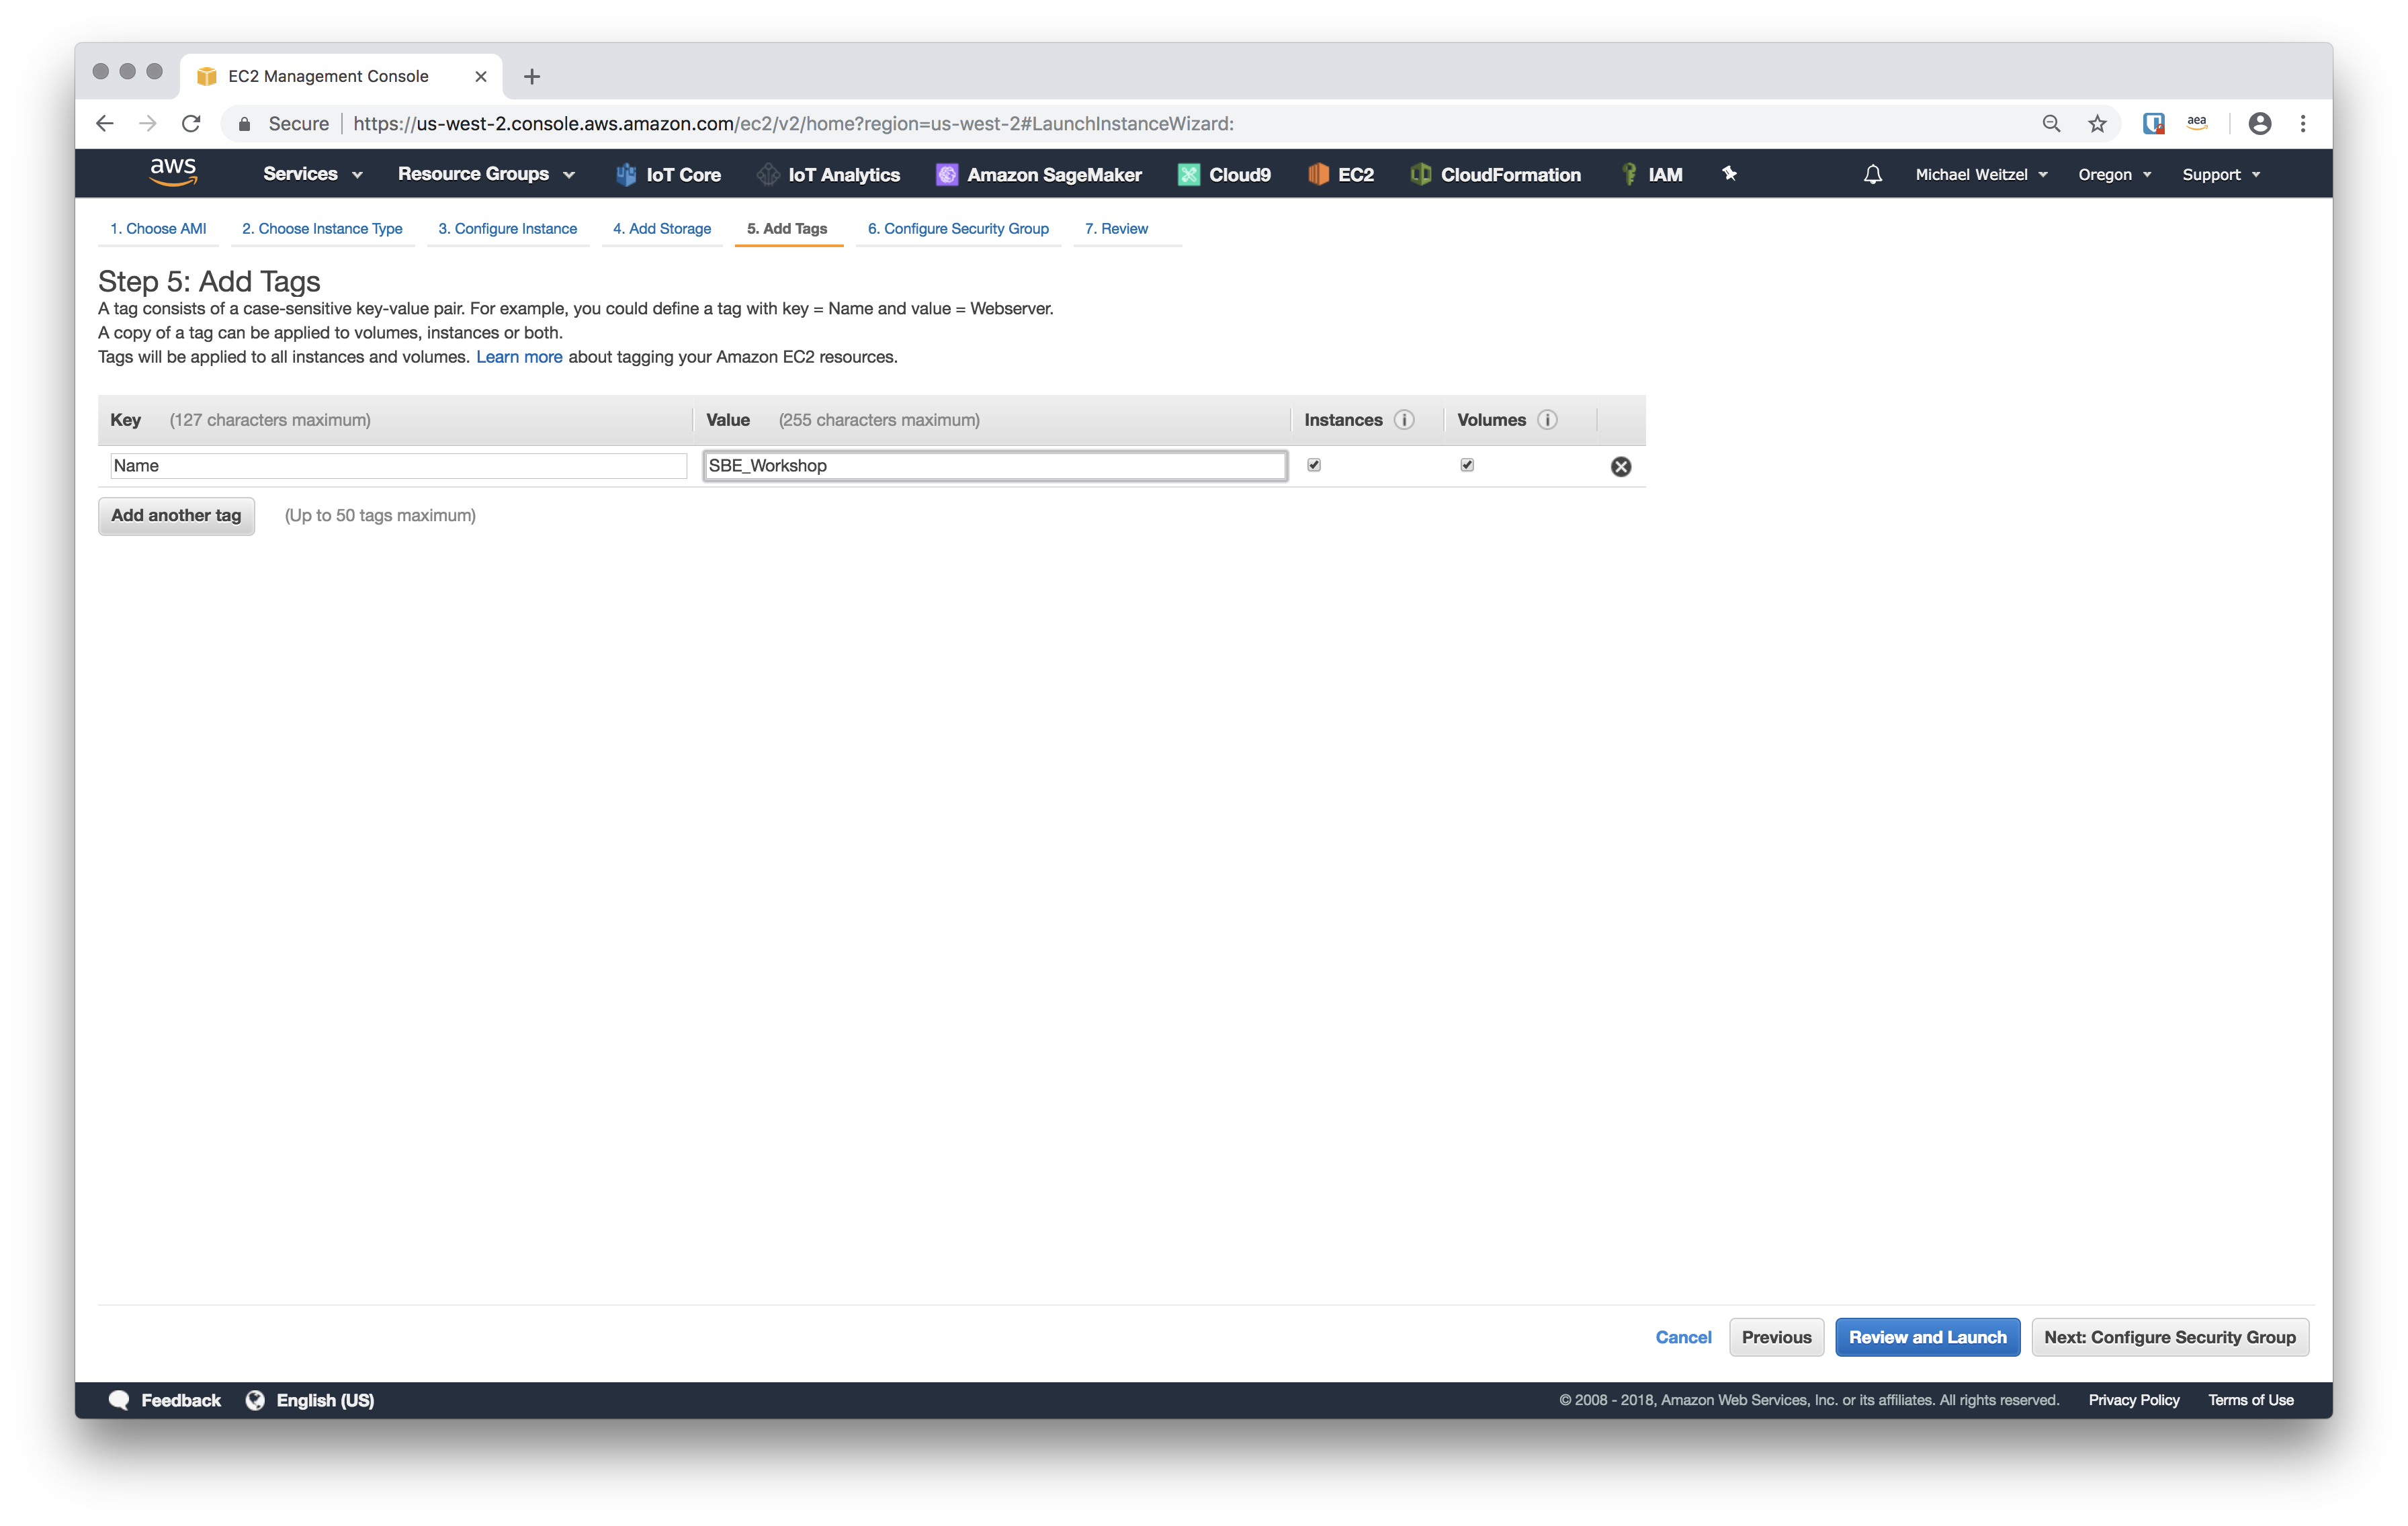 EC2 Management Console
Secure https://us-west-2.console.aws.amazon.com/ec2/v2/home?region=us-west-2#LaunchInstanceWizard:
aea
aws Services Resource Groups IoT Core IoT Analytics Amazon SageMaker Cloud9 EC2 CloudFormation IAM Michael Weitzel Oregon Support
1. Choose AMI 2. Choose Instance Type 3. Configure Instance 4. Add Storage 5. Add Tags 6. Configure Security Group 7. Review
Step 5: Add Tags
A tag consists of a case-sensitive key-value pair. For example, you could define a tag with key = Name and value = Webserver.
A copy of a tag can be applied to volumes, instances or both.
Tags will be applied to all instances and volumes. Learn more about tagging your Amazon EC2 resources.
Key (127 characters maximum) Value (255 characters maximum) Instances i Volumes i
Name SBE_Workshop
Add another tag (Up to 50 tags maximum)
Cancel Previous Review and Launch Next: Configure Security Group
Feedback English (US) © 2008 - 2018, Amazon Web Services, Inc. or its affiliates. All rights reserved. Privacy Policy Terms of Use